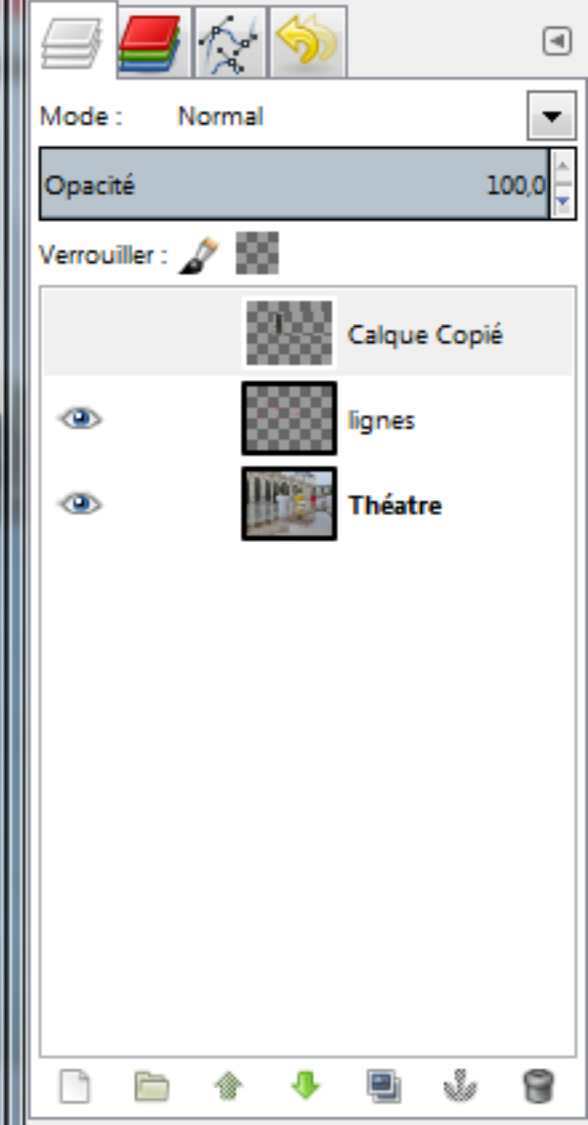 Mode : Normal
Opacité 100,0
Verrouiller :
Calque Copié
lignes
Théatre